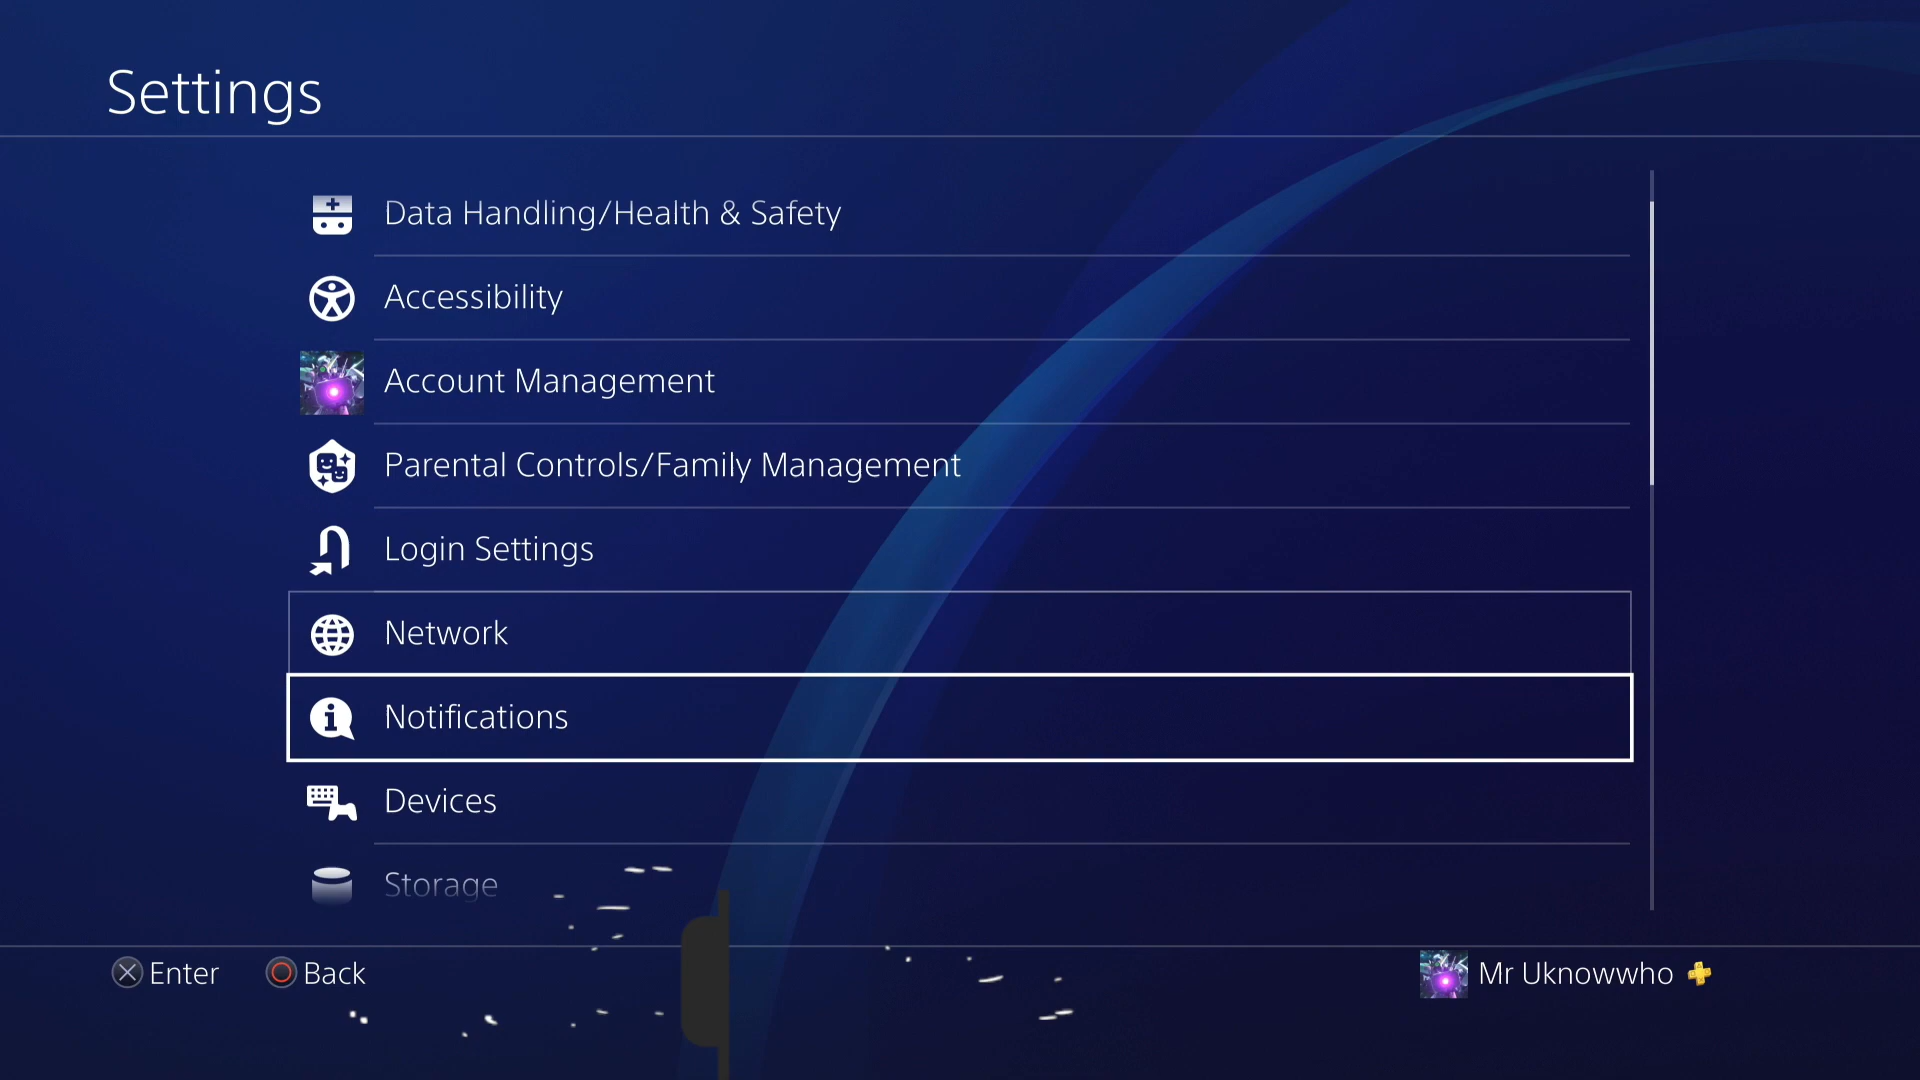 Settings
Data Handling/Health & Safety
Accessibility
Account Management
Parental Controls/Family Management
Login Settings
Network
Notifications
Devices
Storage
Enter Back Mr Uknowwho